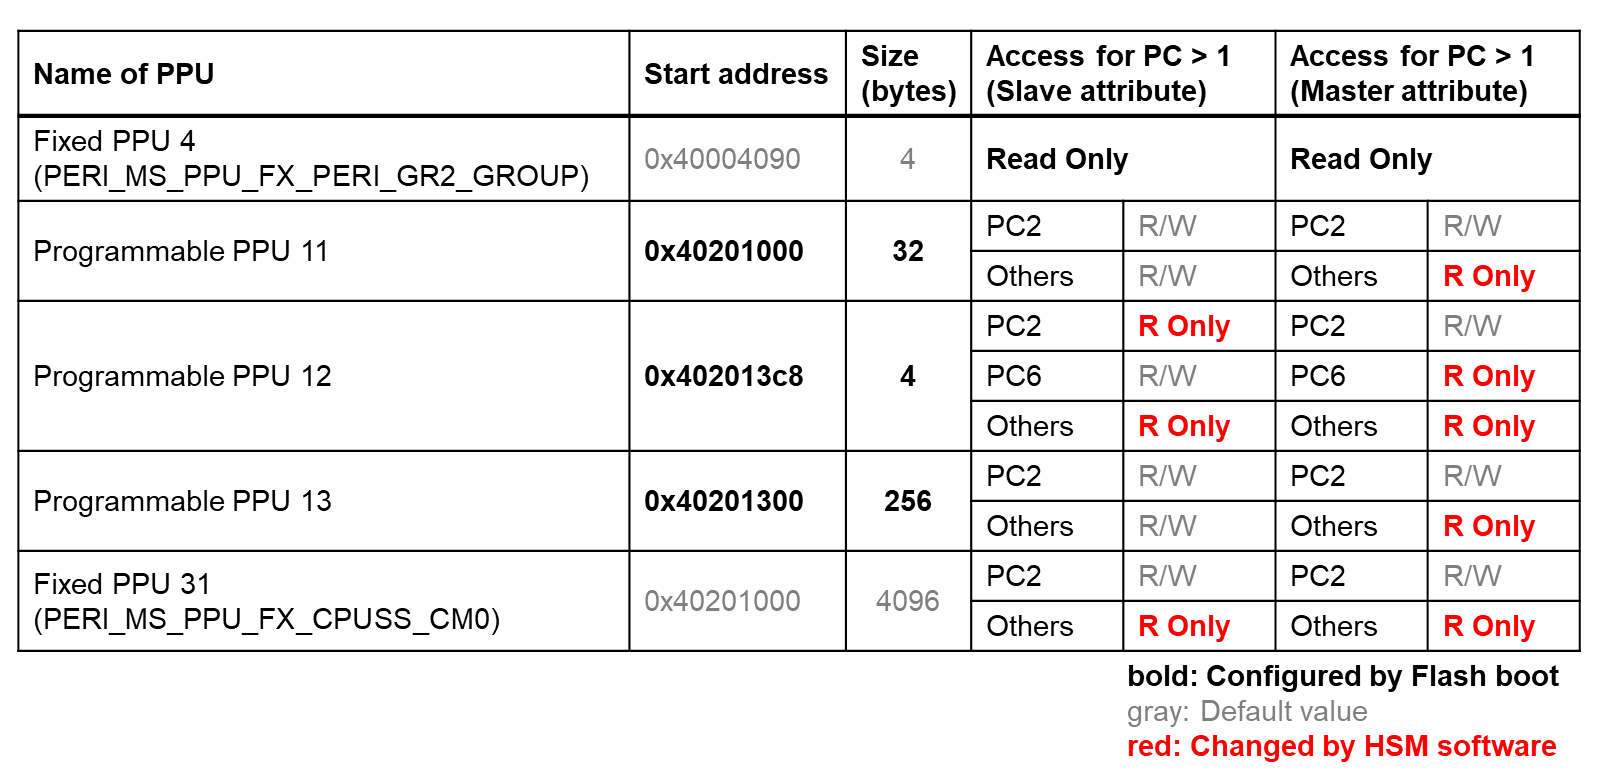 Name of PPU
Start address
Size
(bytes)
Access for PC > 1
(Slave attribute)
Access for PC > 1
(Master attribute)
Fixed PPU 4
(PERI_MS_PPU_FX_PERI_GR2_GROUP)
0x40004090
4
Read Only
Read Only
Programmable PPU 11
0x40201000
32
PC2
R/W
PC2
R/W
Others
R/W
Others
R Only
Programmable PPU 12
0x402013c8
4
PC2
R Only
PC2
R/W
PC6
R/W
PC6
R Only
Others
R Only
Others
R Only
Programmable PPU 13
0x40201300
256
PC2
R/W
PC2
R/W
Others
R/W
Others
R Only
Fixed PPU 31
(PERI_MS_PPU_FX_CPUSS_CM0)
0x40201000
4096
PC2
R/W
PC2
R/W
Others
R Only
Others
R Only
bold: Configured by Flash boot
gray: Default value
red: Changed by HSM software